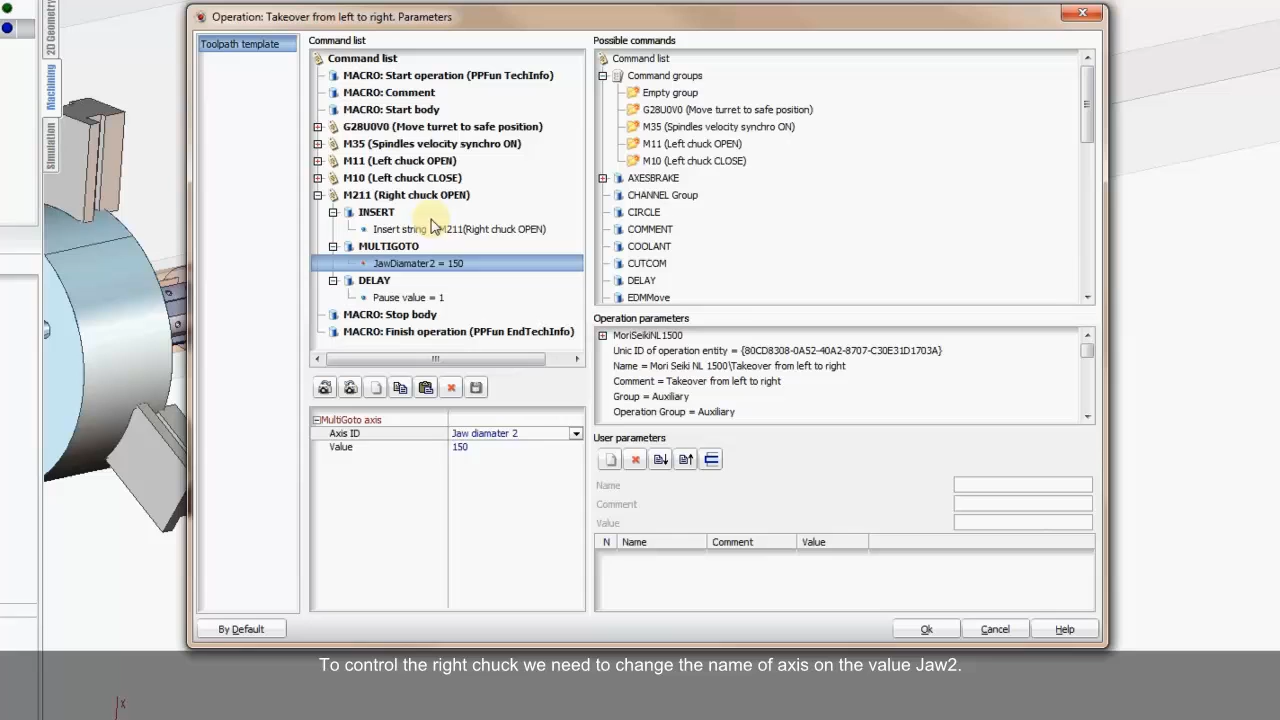 Operation: Takeover from left to right. Parameters
2D Geometry
Machining
Simulation
Toolpath template
Command list
Command list
MACRO: Start operation (PPFun TechInfo)
MACRO: Comment
MACRO: Start body
G28U0V0 (Move turret to safe position)
M35 (Spindles velocity synchro ON)
M11 (Left chuck OPEN)
M10 (Left chuck CLOSE)
M211 (Right chuck OPEN)
INSERT
Insert string M211(Right chuck OPEN)
MULTIGOTO
JawDiamater2 = 150
DELAY
Pause value = 1
MACRO: Stop body
MACRO: Finish operation (PPFun EndTechInfo)
MultiGoto axis
Axis ID Jaw diamater 2
Value 150
Possible commands
Command list
Command groups
Empty group
G28U0V0 (Move turret to safe position)
M35 (Spindles velocity synchro ON)
M11 (Left chuck OPEN)
M10 (Left chuck CLOSE)
AXESBRAKE
CHANNEL Group
CIRCLE
COMMENT
COOLANT
CUTCOM
DELAY
EDMMove
Operation parameters
MoriSeikiNL1500
Unic ID of operation entity = {80CD8308-0A52-40A2-8707-C30E31D1703A}
Name = Mori Seiki NL 1500\Takeover from left to right
Comment = Takeover from left to right
Group = Auxiliary
Operation Group = Auxiliary
User parameters
Name
Comment
Value
N Name Comment Value
By Default Ok Cancel Help
To control the right chuck we need to change the name of axis on the value Jaw2.
X